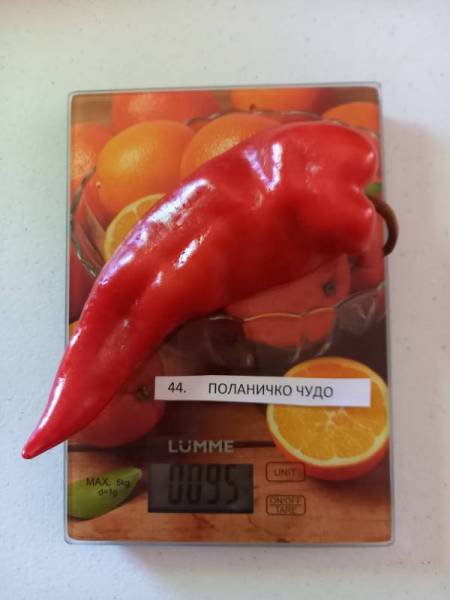 44. ПОЛАНИЧКО ЧУДО
LUMME
MAX. 5kg
d=1g
0095
UNIT
ON/OFF
TARE